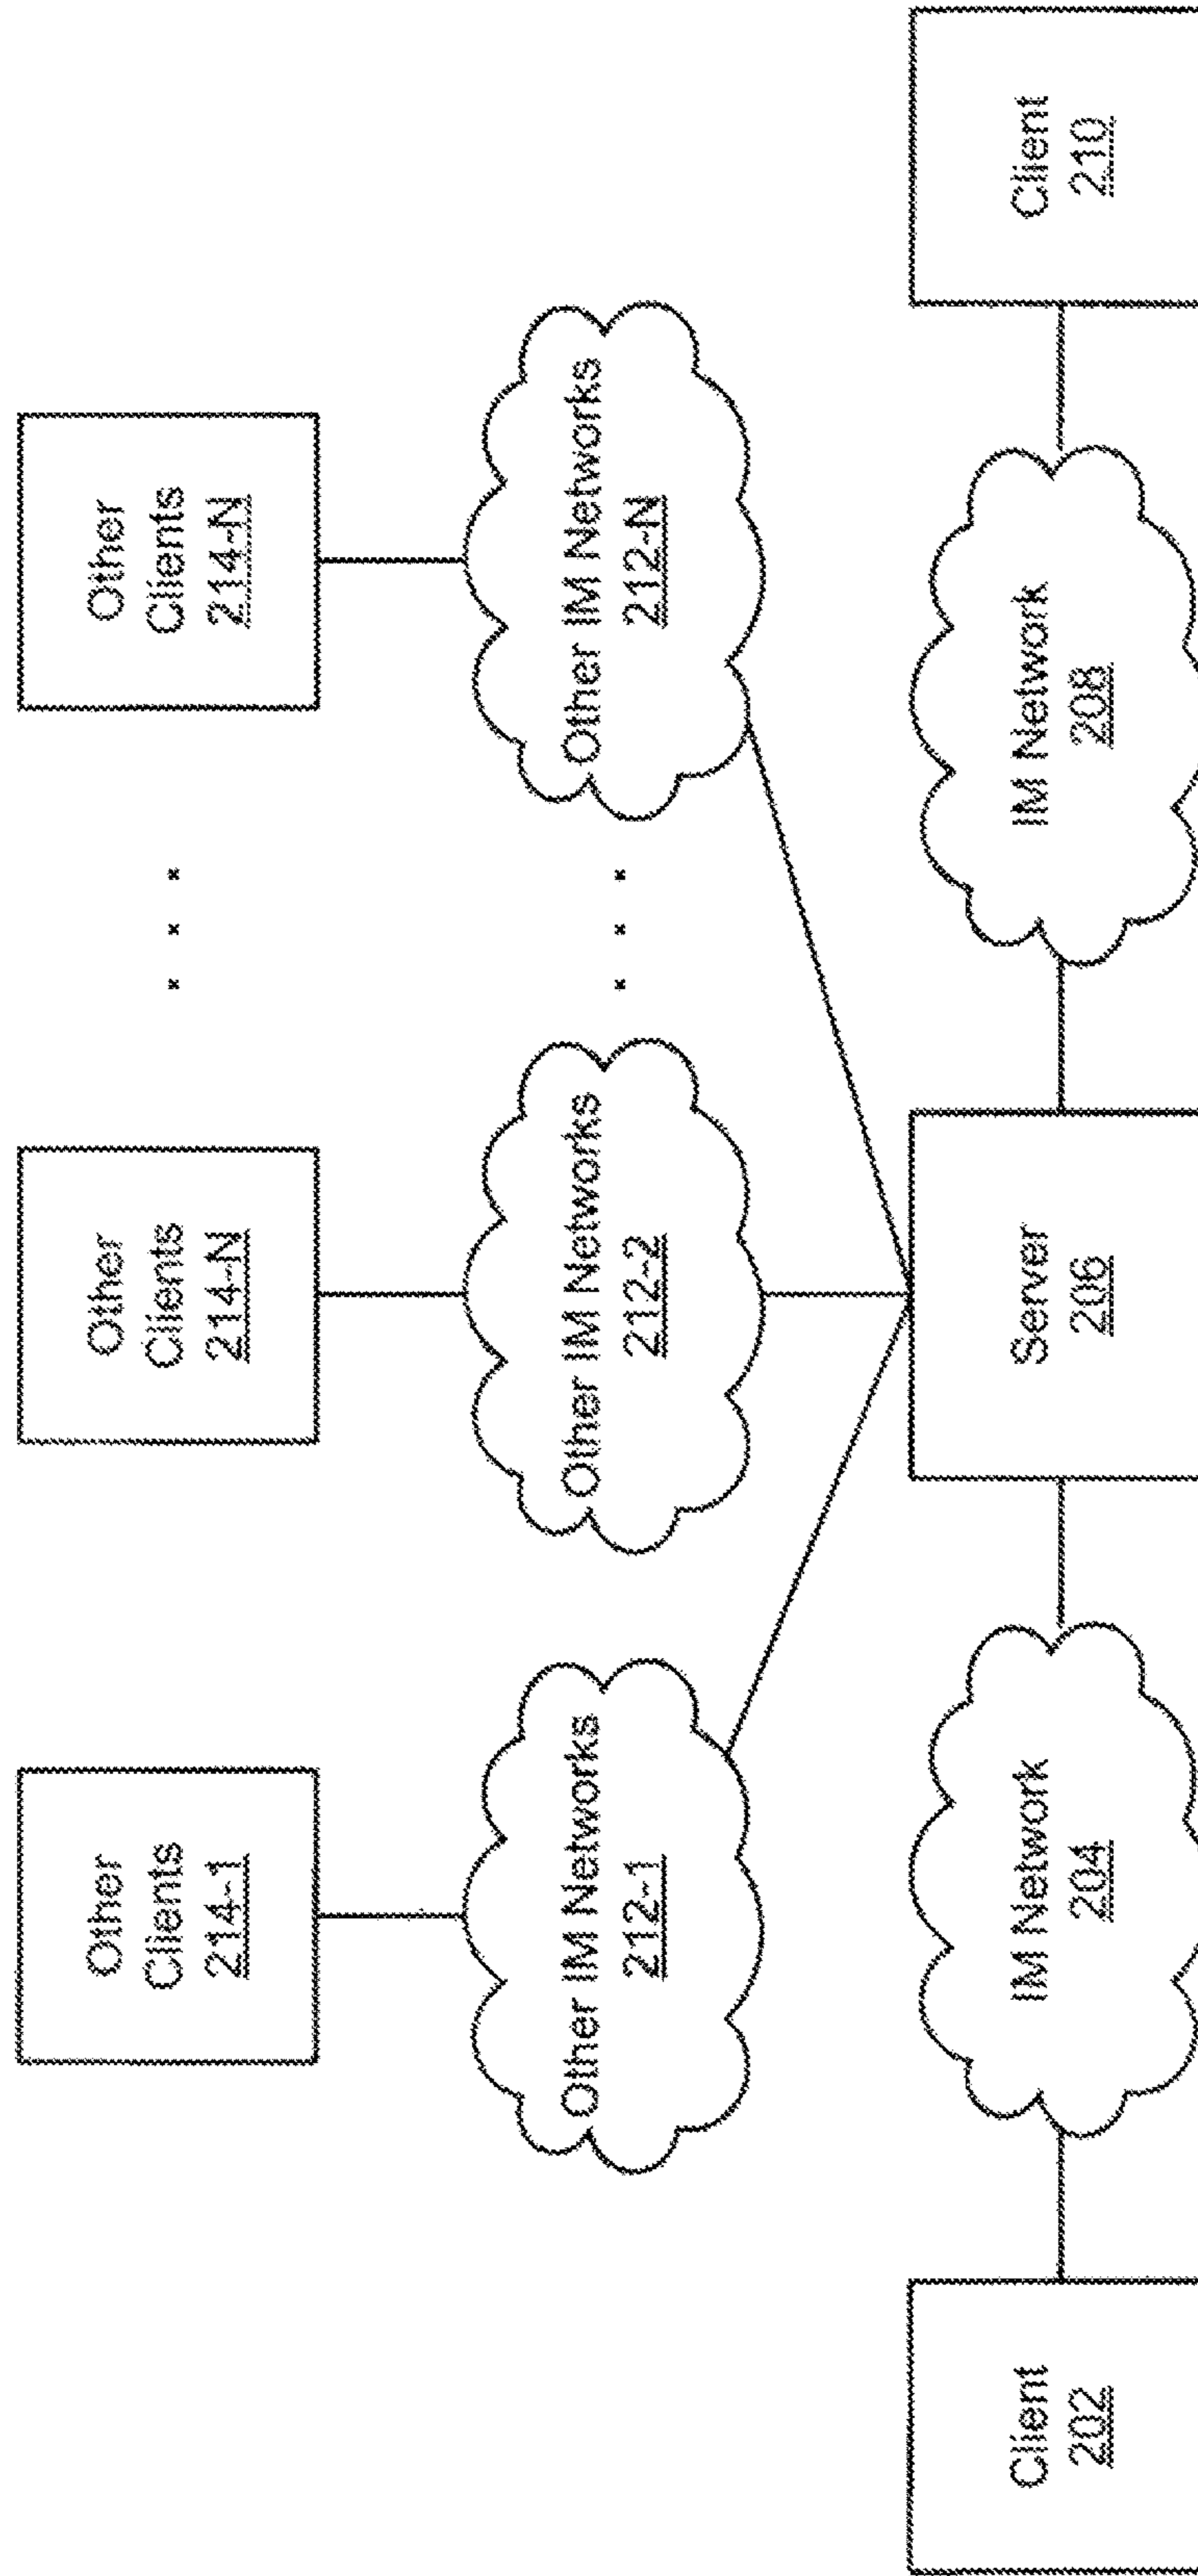 Other
Clients
214-1
Other
Clients
214-N
Other
Clients
214-N
Other IM Networks
212-1
Other IM Networks
212-2
Other IM Networks
212-N
Client
202
IM Network
204
Server
206
IM Network
208
Client
210